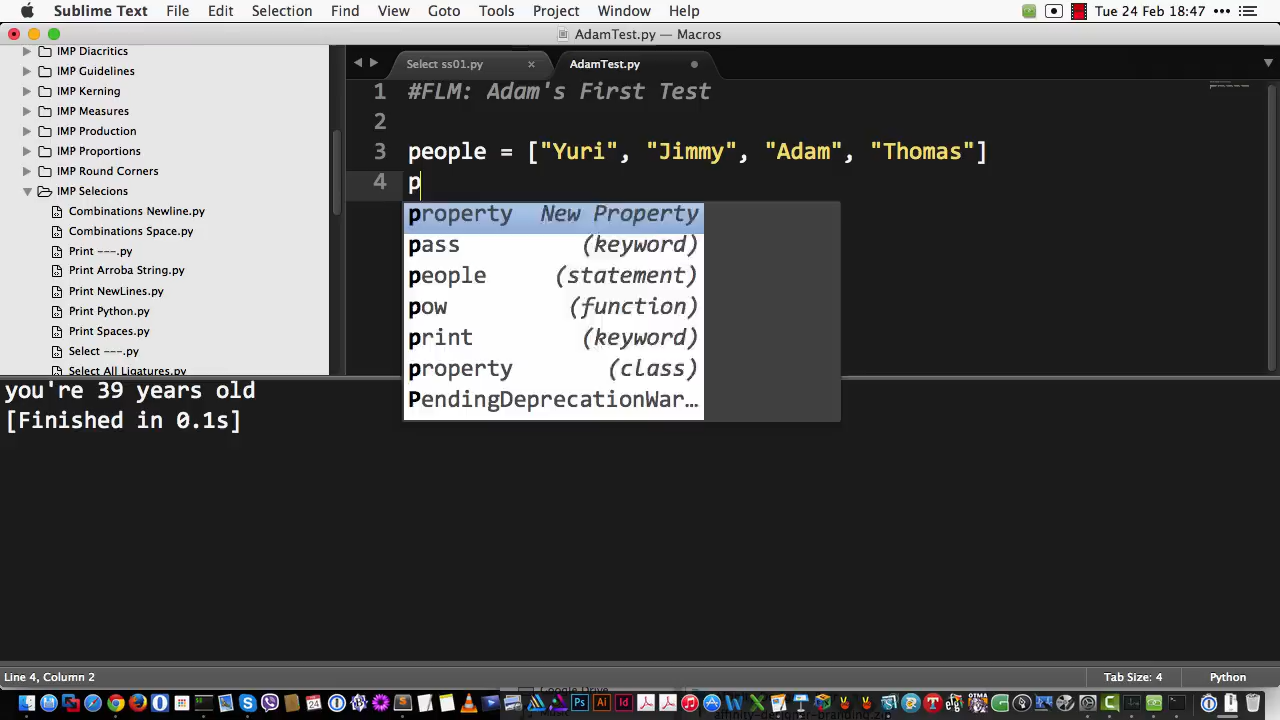 Sublime Text File Edit Selection Find View Goto Tools Project Window Help Tue 24 Feb 18:47
AdamTest.py — Macros
IMP Diacritics
IMP Guidelines
IMP Kerning
IMP Measures
IMP Production
IMP Proportions
IMP Round Corners
IMP Selecions
Combinations Newline.py
Combinations Space.py
Print ---.py
Print Arroba String.py
Print NewLines.py
Print Python.py
Print Spaces.py
Select ---.py
Select All Ligatures.py
Select ss01.py × AdamTest.py
1 #FLM: Adam's First Test
2
3 people = ["Yuri", "Jimmy", "Adam", "Thomas"]
4 p
property New Property
pass (keyword)
people (statement)
pow (function)
print (keyword)
property (class)
PendingDeprecationWar…
you're 39 years old
[Finished in 0.1s]
Line 4, Column 2 Tab Size: 4 Python